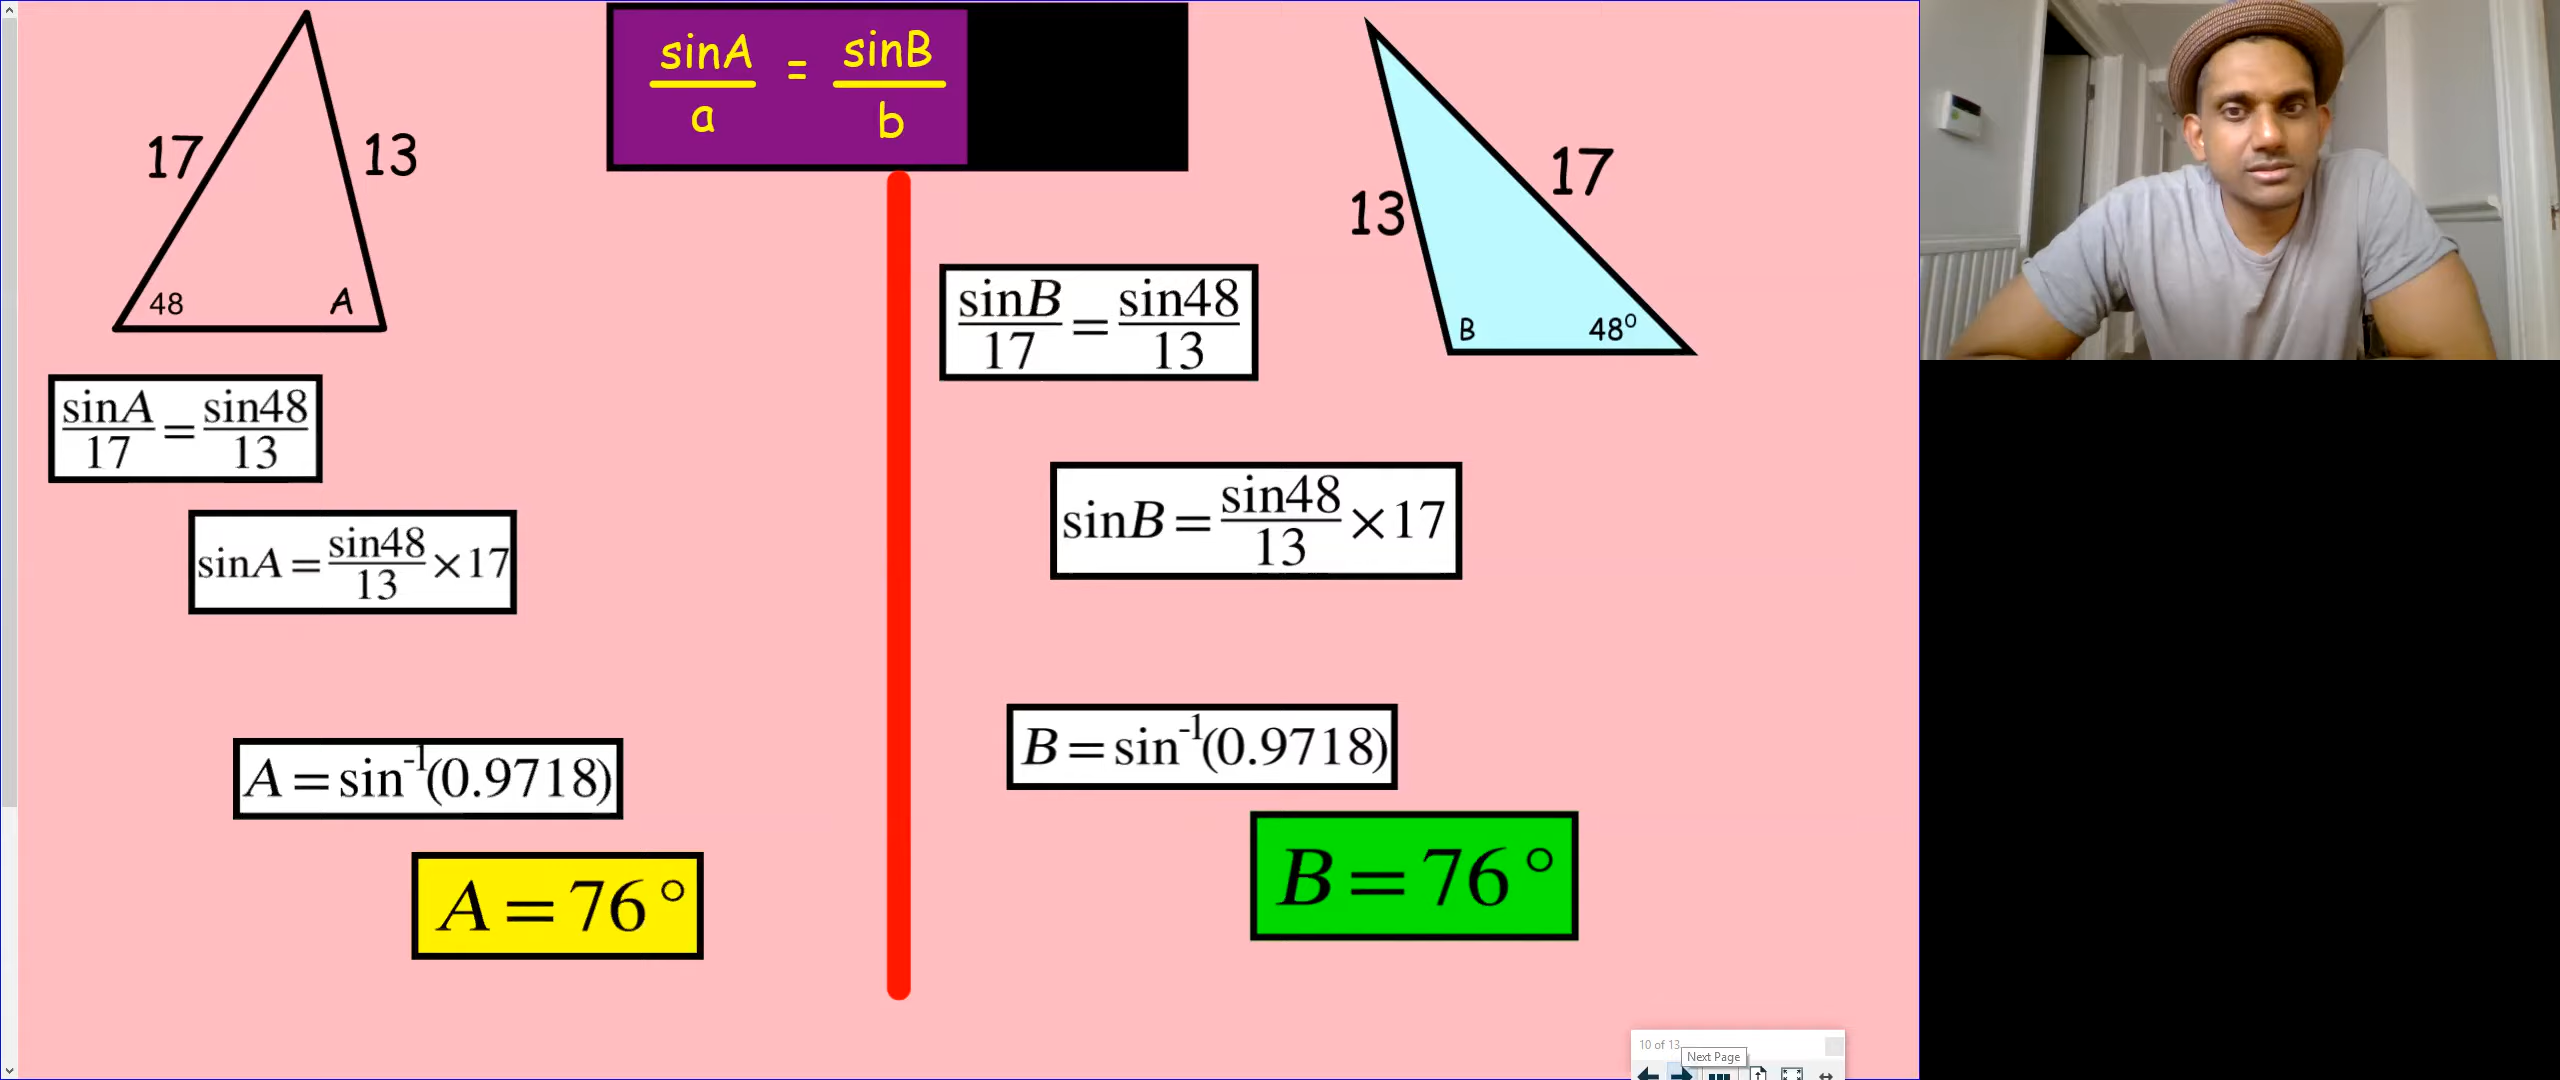 sinA = sinB
a b
17
13
48
A
13
17
B
48⁰
sinA = sin48
17 13
sinA = sin48 × 17
13
A = sin⁻¹(0.9718)
A = 76°
sinB = sin48
17 13
sinB = sin48 × 17
13
B = sin⁻¹(0.9718)
B = 76°
10 of 13
Next Page